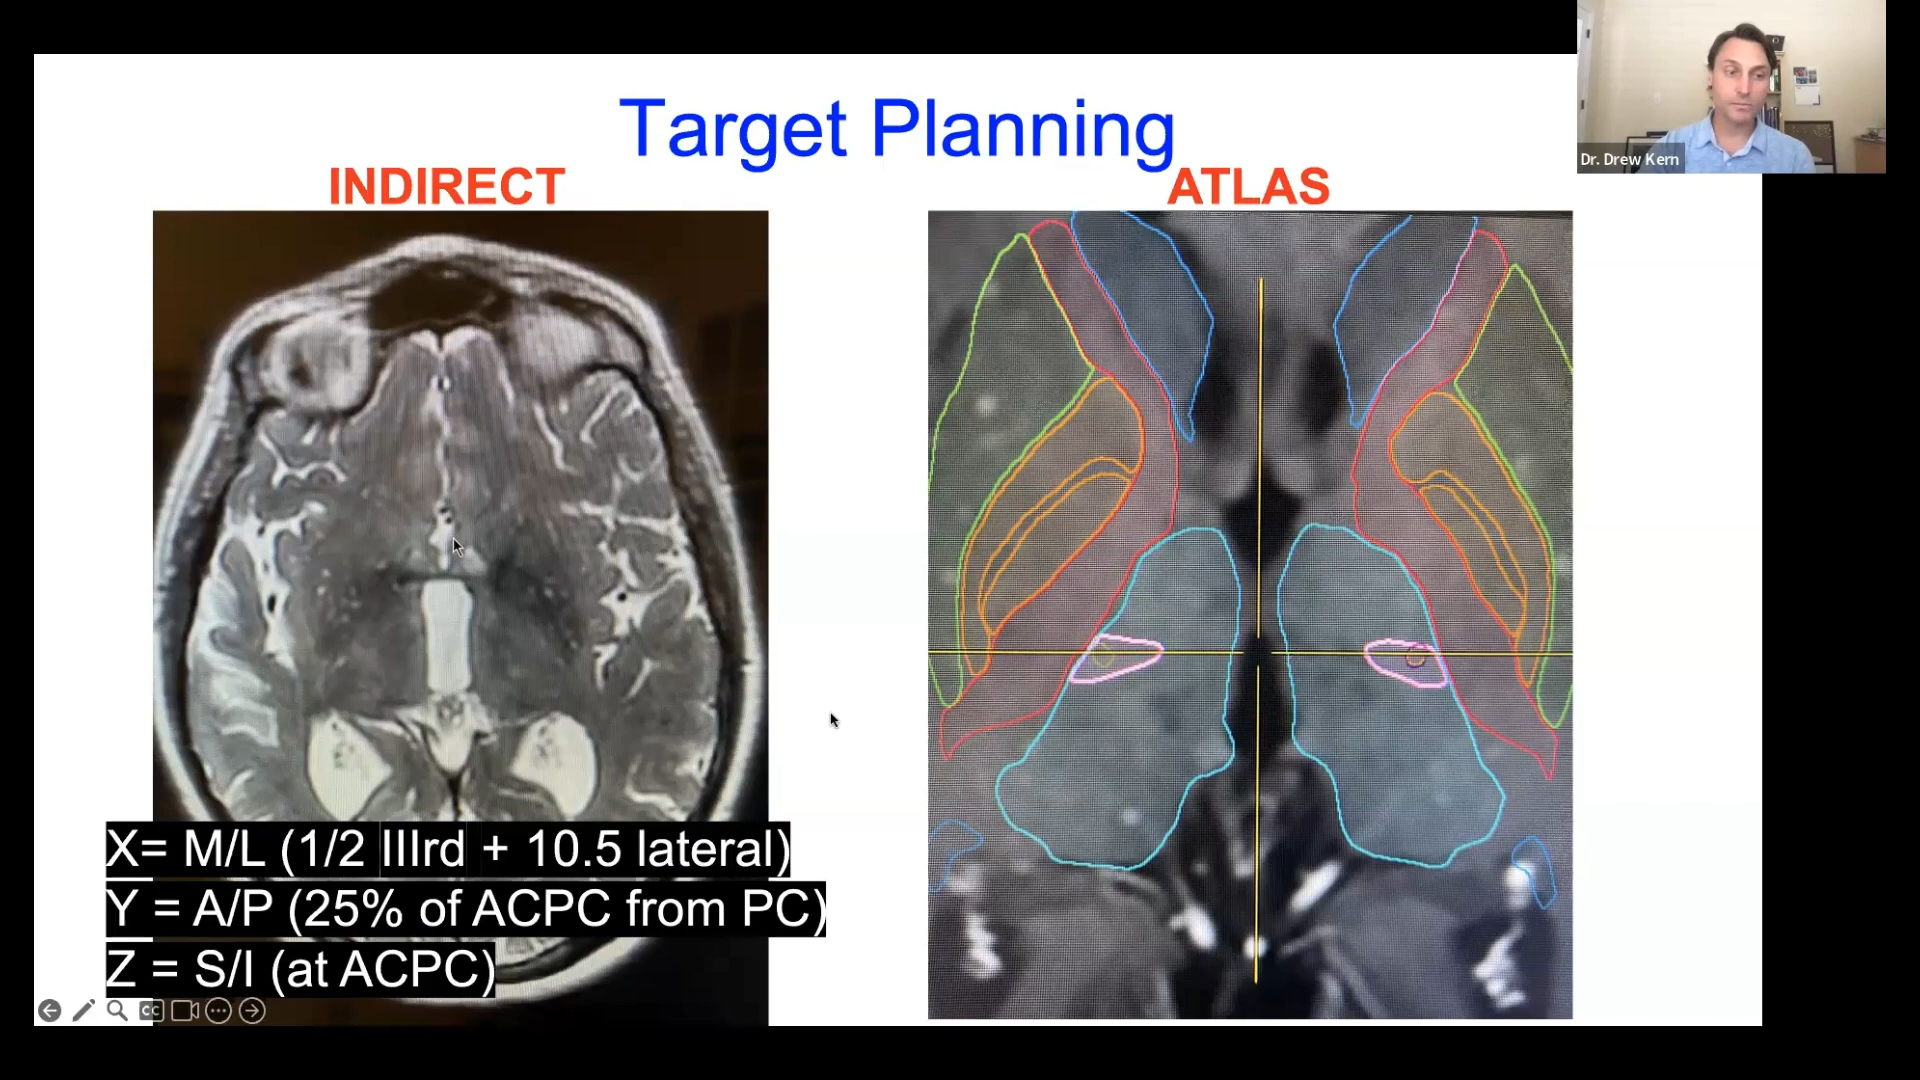 Target Planning
INDIRECT
ATLAS
Dr. Drew Kern
X= M/L (1/2 IIIrd + 10.5 lateral)
Y = A/P (25% of ACPC from PC)
Z = S/I (at ACPC)
CC